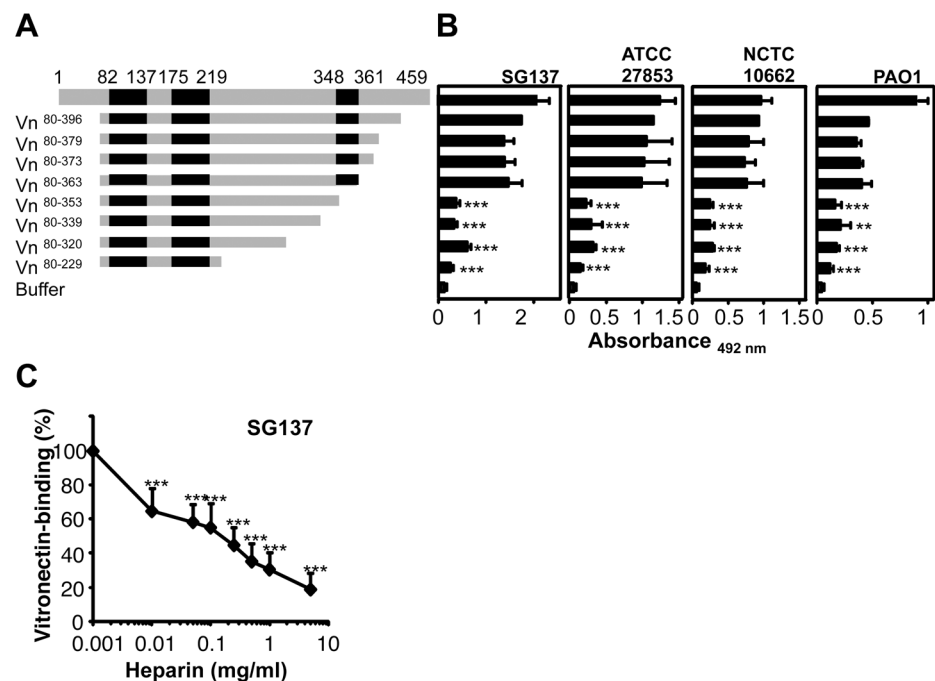 A
1 82 137 175 219 348 361 459
Vn 80-396
Vn 80-379
Vn 80-373
Vn 80-363
Vn 80-353
Vn 80-339
Vn 80-320
Vn 80-229
Buffer
B
SG137
ATCC
27853
NCTC
10662
PAO1
*** *** *** ***
*** *** *** **
*** *** *** ***
*** *** *** ***
0 1 2
0 0.5 1 1.5
0 0.5 1 1.5
0 1
Absorbance 492 nm
C
SG137
Vitronectin-binding (%)
100
80
60
40
20
0
*** *** *** *** *** *** ***
0.001 0.01 0.1 1 10
Heparin (mg/ml)